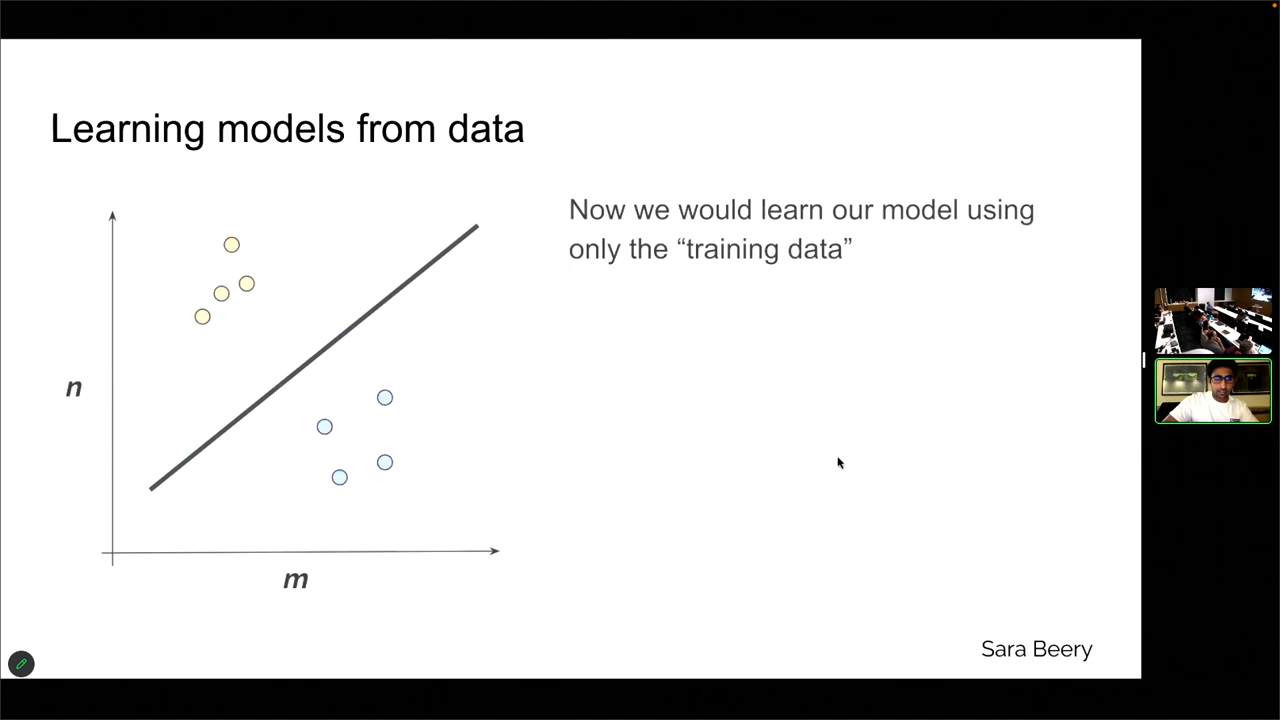 Learning models from data
Now we would learn our model using
only the “training data”
n
m
Sara Beery